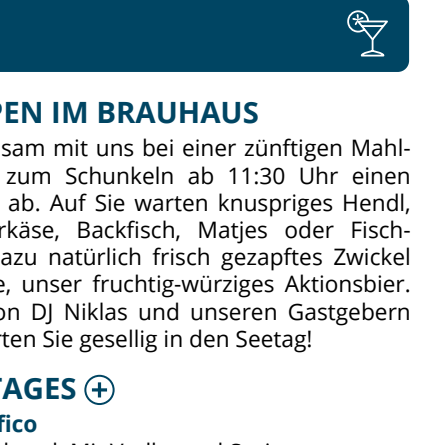 PEN IM BRAUHAUS
sam mit uns bei einer zünftigen Mahl-
zum Schunkeln ab 11:30 Uhr einen
ab. Auf Sie warten knuspriges Hendl,
rkäse, Backfisch, Matjes oder Fisch-
azu natürlich frisch gezapftes Zwickel
e, unser fruchtig-würziges Aktionsbier.
on DJ Niklas und unseren Gastgebern
ten Sie gesellig in den Seetag!
TAGES
fico